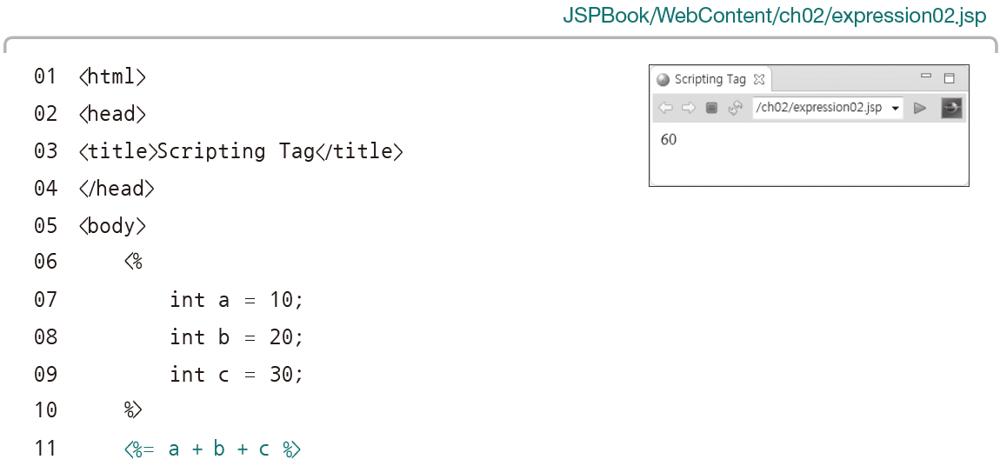 JSPBook/WebContent/ch02/expression02.jsp
01 <html>
02 <head>
03 <title>Scripting Tag</title>
04 </head>
05 <body>
06 <%
07 int a = 10;
08 int b = 20;
09 int c = 30;
10 %>
11 <%= a + b + c %>
Scripting Tag
/ch02/expression02.jsp
60